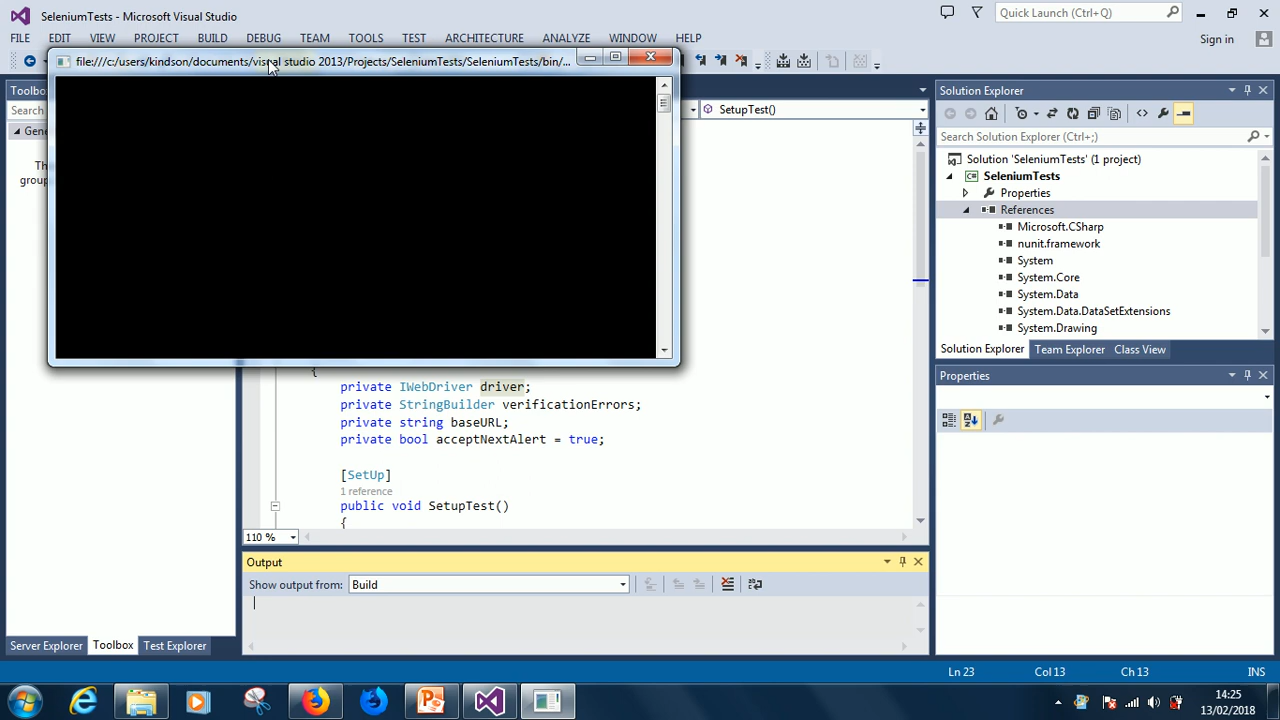 SeleniumTests - Microsoft Visual Studio
Quick Launch (Ctrl+Q)
FILE EDIT VIEW PROJECT BUILD DEBUG TEAM TOOLS TEST ARCHITECTURE ANALYZE WINDOW HELP
Sign in
file:///c:/users/kindson/documents/visual studio 2013/Projects/SeleniumTests/SeleniumTests/bin/...
Toolbo
Search
Gene
Th
group
SetupTest()
{
private IWebDriver driver;
private StringBuilder verificationErrors;
private string baseURL;
private bool acceptNextAlert = true;
[SetUp]
1 reference
public void SetupTest()
{
110 %
Output
Show output from: Build
Server Explorer Toolbox Test Explorer
Solution Explorer
Search Solution Explorer (Ctrl+;)
Solution 'SeleniumTests' (1 project)
C# SeleniumTests
Properties
References
Microsoft.CSharp
nunit.framework
System
System.Core
System.Data
System.Data.DataSetExtensions
System.Drawing
Solution Explorer Team Explorer Class View
Properties
Ln 23 Col 13 Ch 13 INS
14:25
13/02/2018